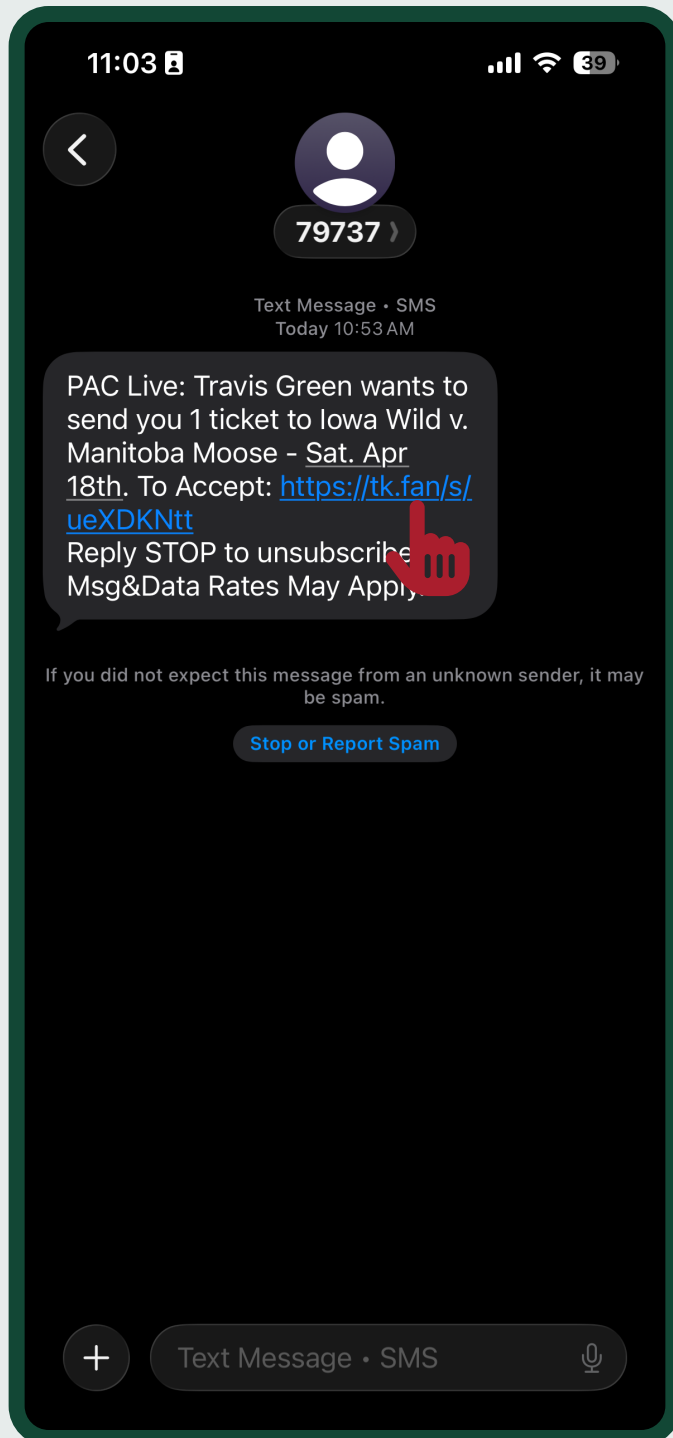 11:03
39
79737
Text Message • SMS
Today 10:53 AM
PAC Live: Travis Green wants to
send you 1 ticket to Iowa Wild v.
Manitoba Moose - Sat. Apr
18th. To Accept: https://tk.fan/s/
ueXDKNtt
Reply STOP to unsubscribe
Msg&Data Rates May Apply.
If you did not expect this message from an unknown sender, it may
be spam.
Stop or Report Spam
Text Message • SMS